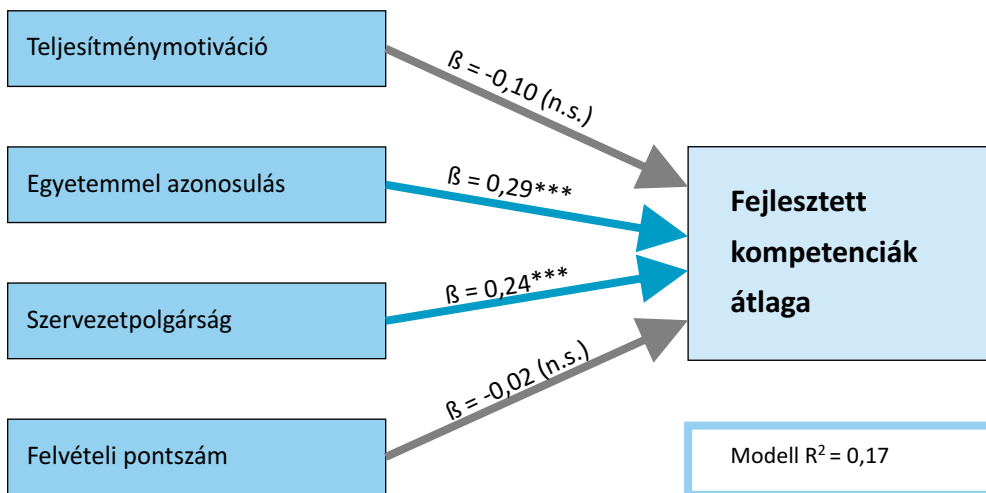 Teljesítménymotiváció
ß = -0,10 (n.s.)
Egyetemmel azonosulás
ß = 0,29***
Fejlesztett
kompetenciák
átlaga
Szervezetpolgárság
ß = 0,24***
Felvételi pontszám
ß = -0,02 (n.s.)
Modell R² = 0,17